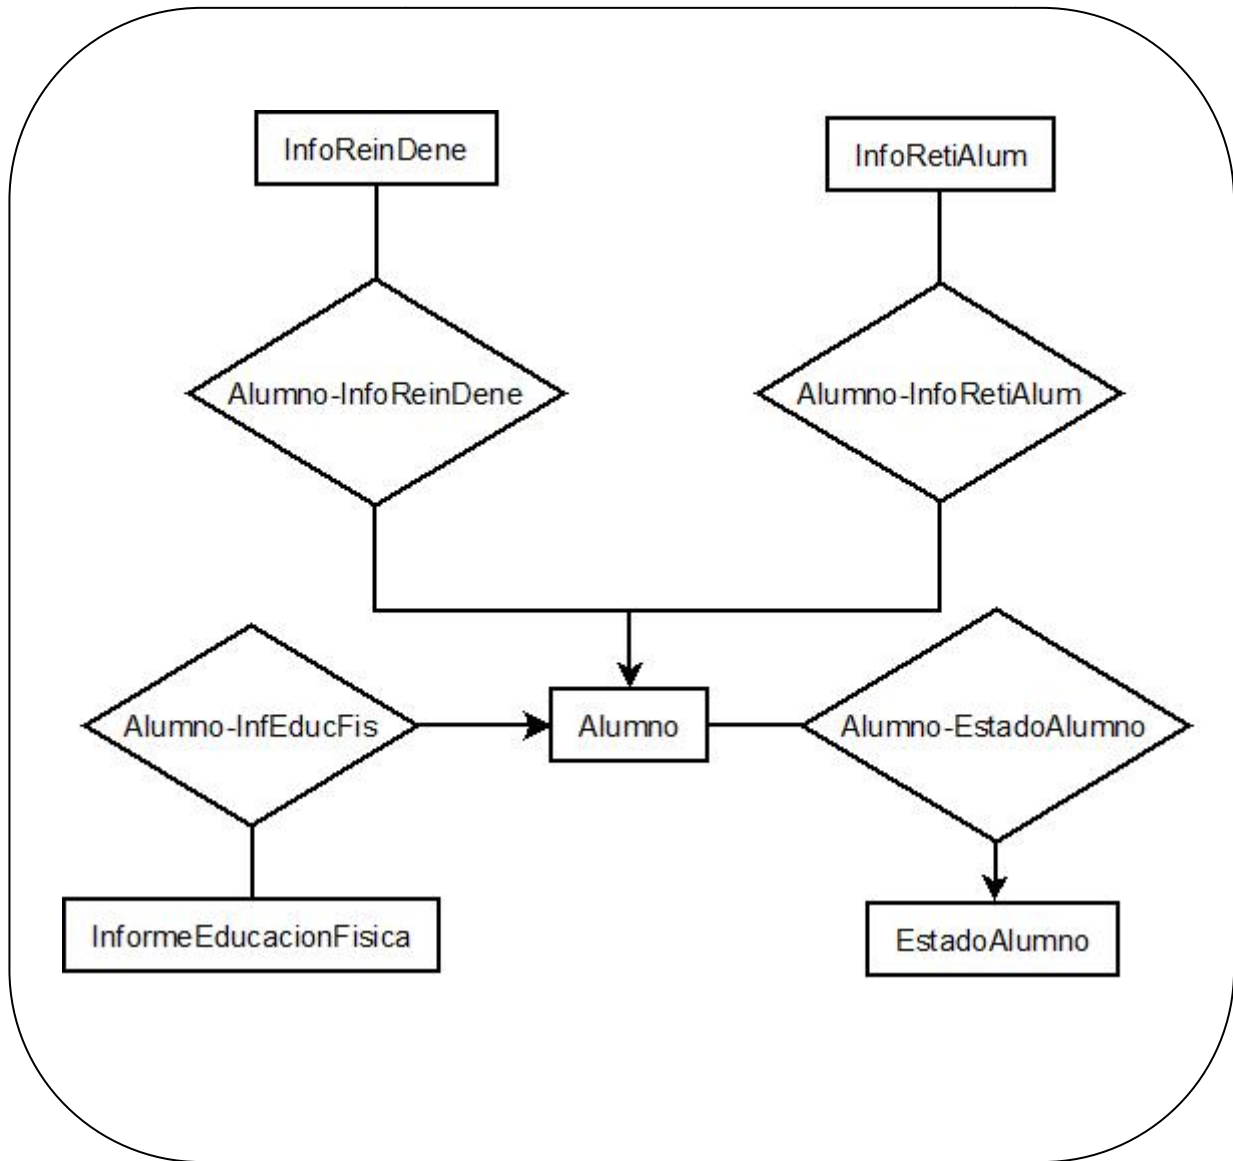 InfoReinDene
InfoRetiAlum
Alumno-InfoReinDene
Alumno-InfoRetiAlum
Alumno-InfEducFis
Alumno
Alumno-EstadoAlumno
InformeEducacionFisica
EstadoAlumno